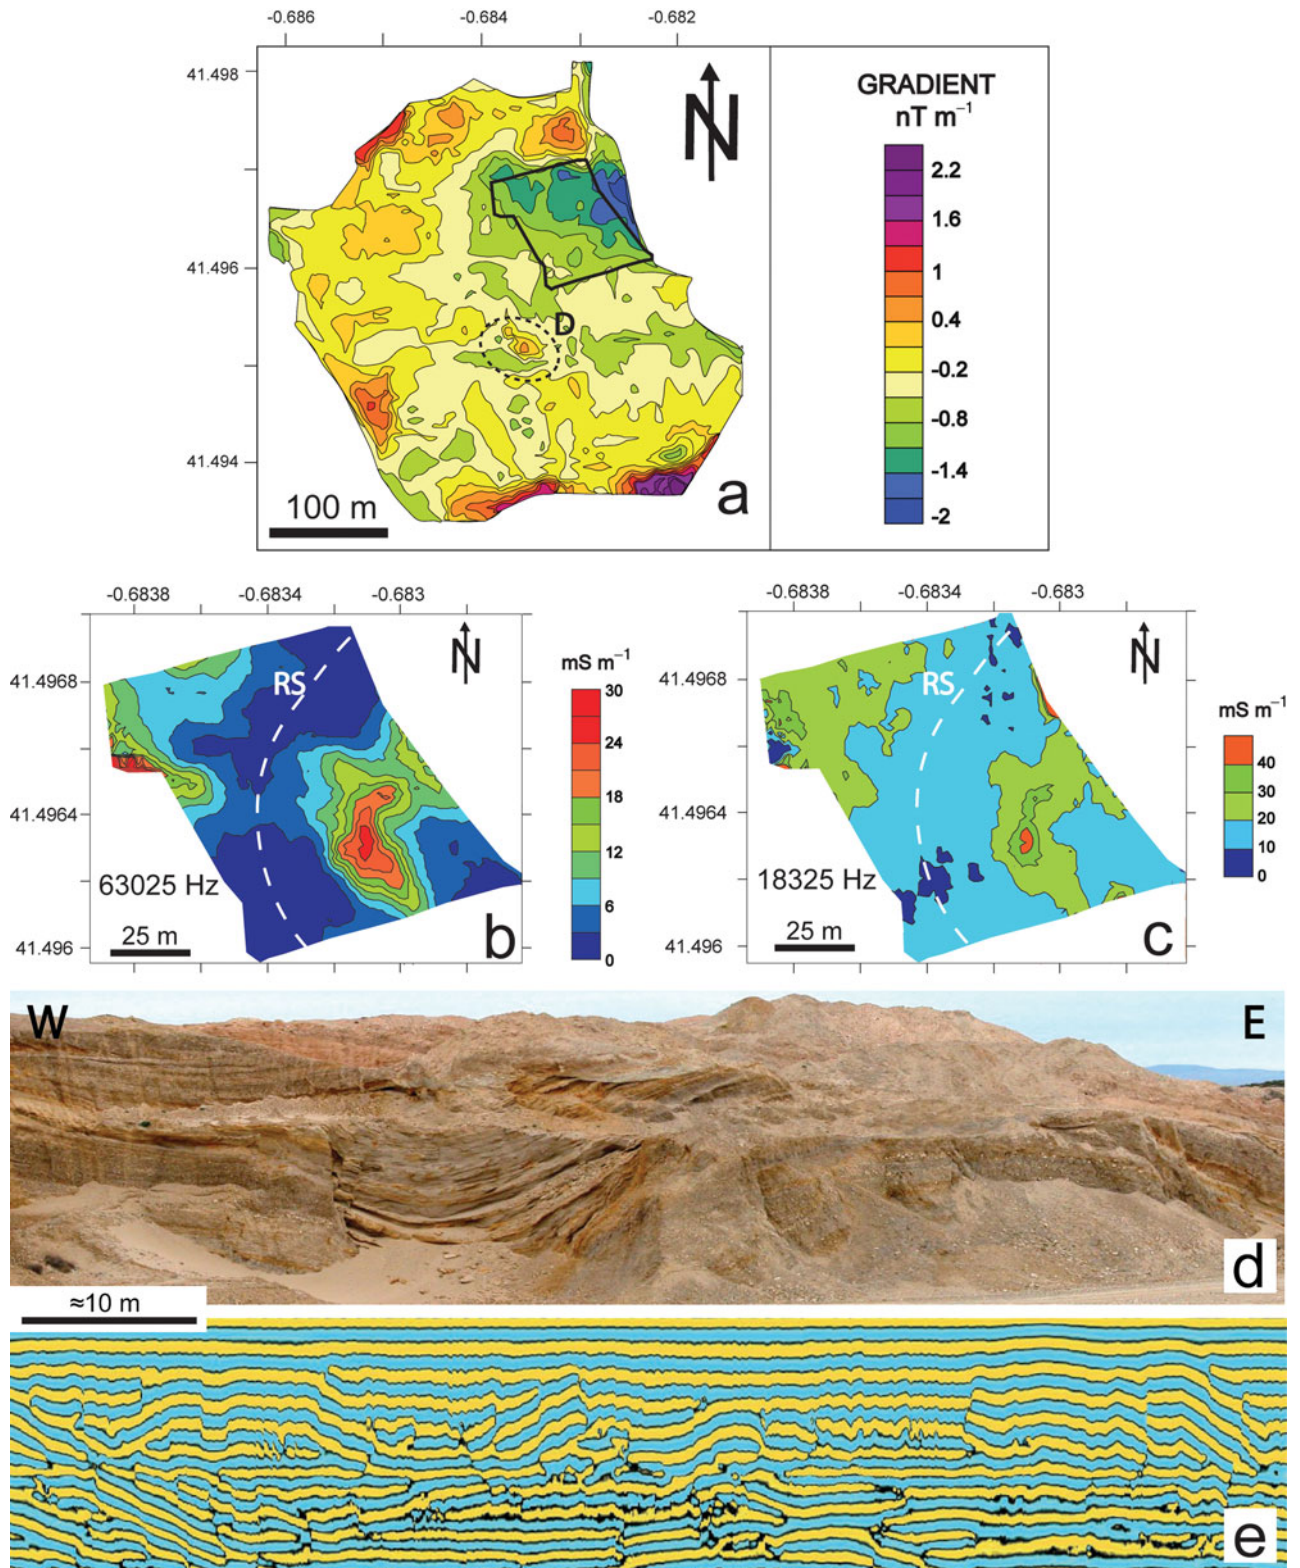 -0.686 -0.684 -0.682
41.498
41.496
41.494
N
GRADIENT
nT m⁻¹
2.2
1.6
1
0.4
-0.2
-0.8
-1.4
-2
D
100 m
a
-0.6838 -0.6834 -0.683
41.4968
41.4964
41.496
RS
N
63025 Hz
25 m
b
mS m⁻¹
30
24
18
12
6
0
-0.6838 -0.6834 -0.683
41.4968
41.4964
41.496
RS
N
18325 Hz
25 m
c
mS m⁻¹
40
30
20
10
0
W E
d
≈10 m
e